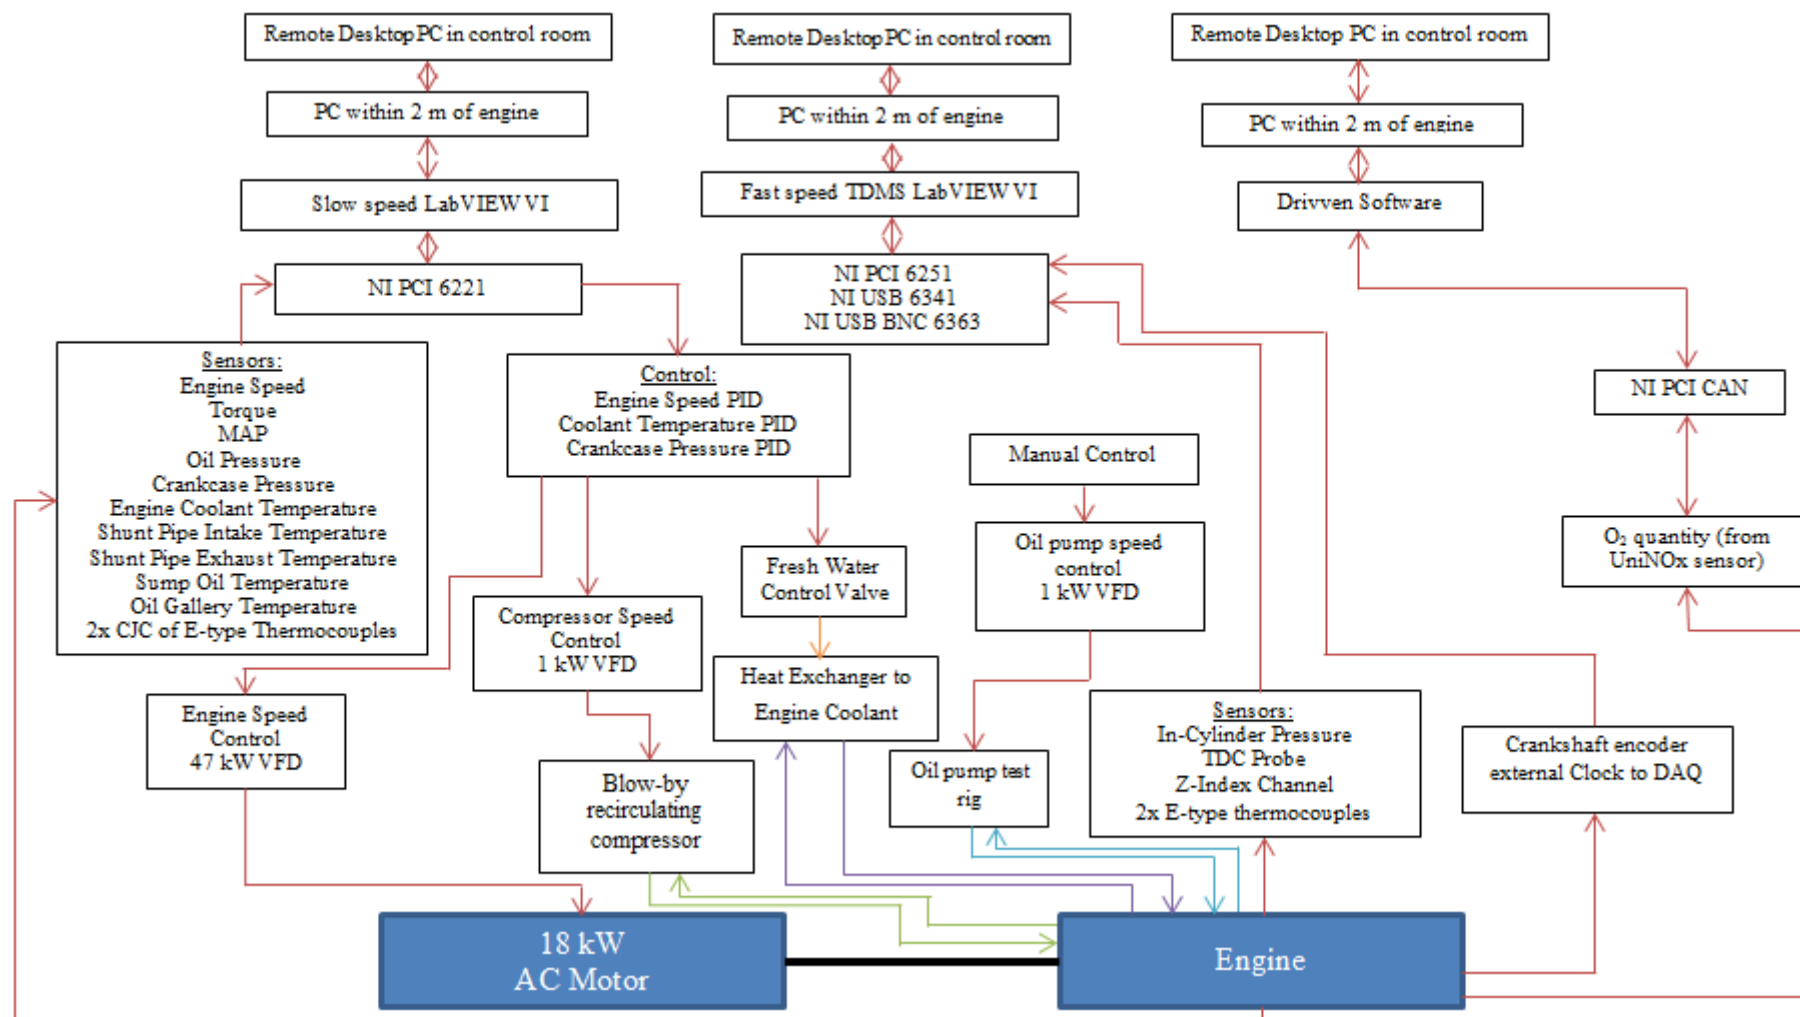 Remote Desktop PC in control room
Remote Desktop PC in control room
Remote Desktop PC in control room
PC within 2 m of engine
PC within 2 m of engine
PC within 2 m of engine
Slow speed LabVIEW VI
Fast speed TDMS LabVIEW VI
Drivven Software
NI PCI 6221
NI PCI 6251
NI USB 6341
NI USB BNC 6363
Sensors:
Engine Speed
Torque
MAP
Oil Pressure
Crankcase Pressure
Engine Coolant Temperature
Shunt Pipe Intake Temperature
Shunt Pipe Exhaust Temperature
Sump Oil Temperature
Oil Gallery Temperature
2x CJC of E-type Thermocouples
Control:
Engine Speed PID
Coolant Temperature PID
Crankcase Pressure PID
Manual Control
NI PCI CAN
Oil pump speed
control
1 kW VFD
O₂ quantity (from
UniNOx sensor)
Fresh Water
Control Valve
Compressor Speed
Control
1 kW VFD
Heat Exchanger to
Engine Coolant
Engine Speed
Control
47 kW VFD
Blow-by
recirculating
compressor
Oil pump test
rig
Sensors:
In-Cylinder Pressure
TDC Probe
Z-Index Channel
2x E-type thermocouples
Crankshaft encoder
external Clock to DAQ
18 kW
AC Motor
Engine